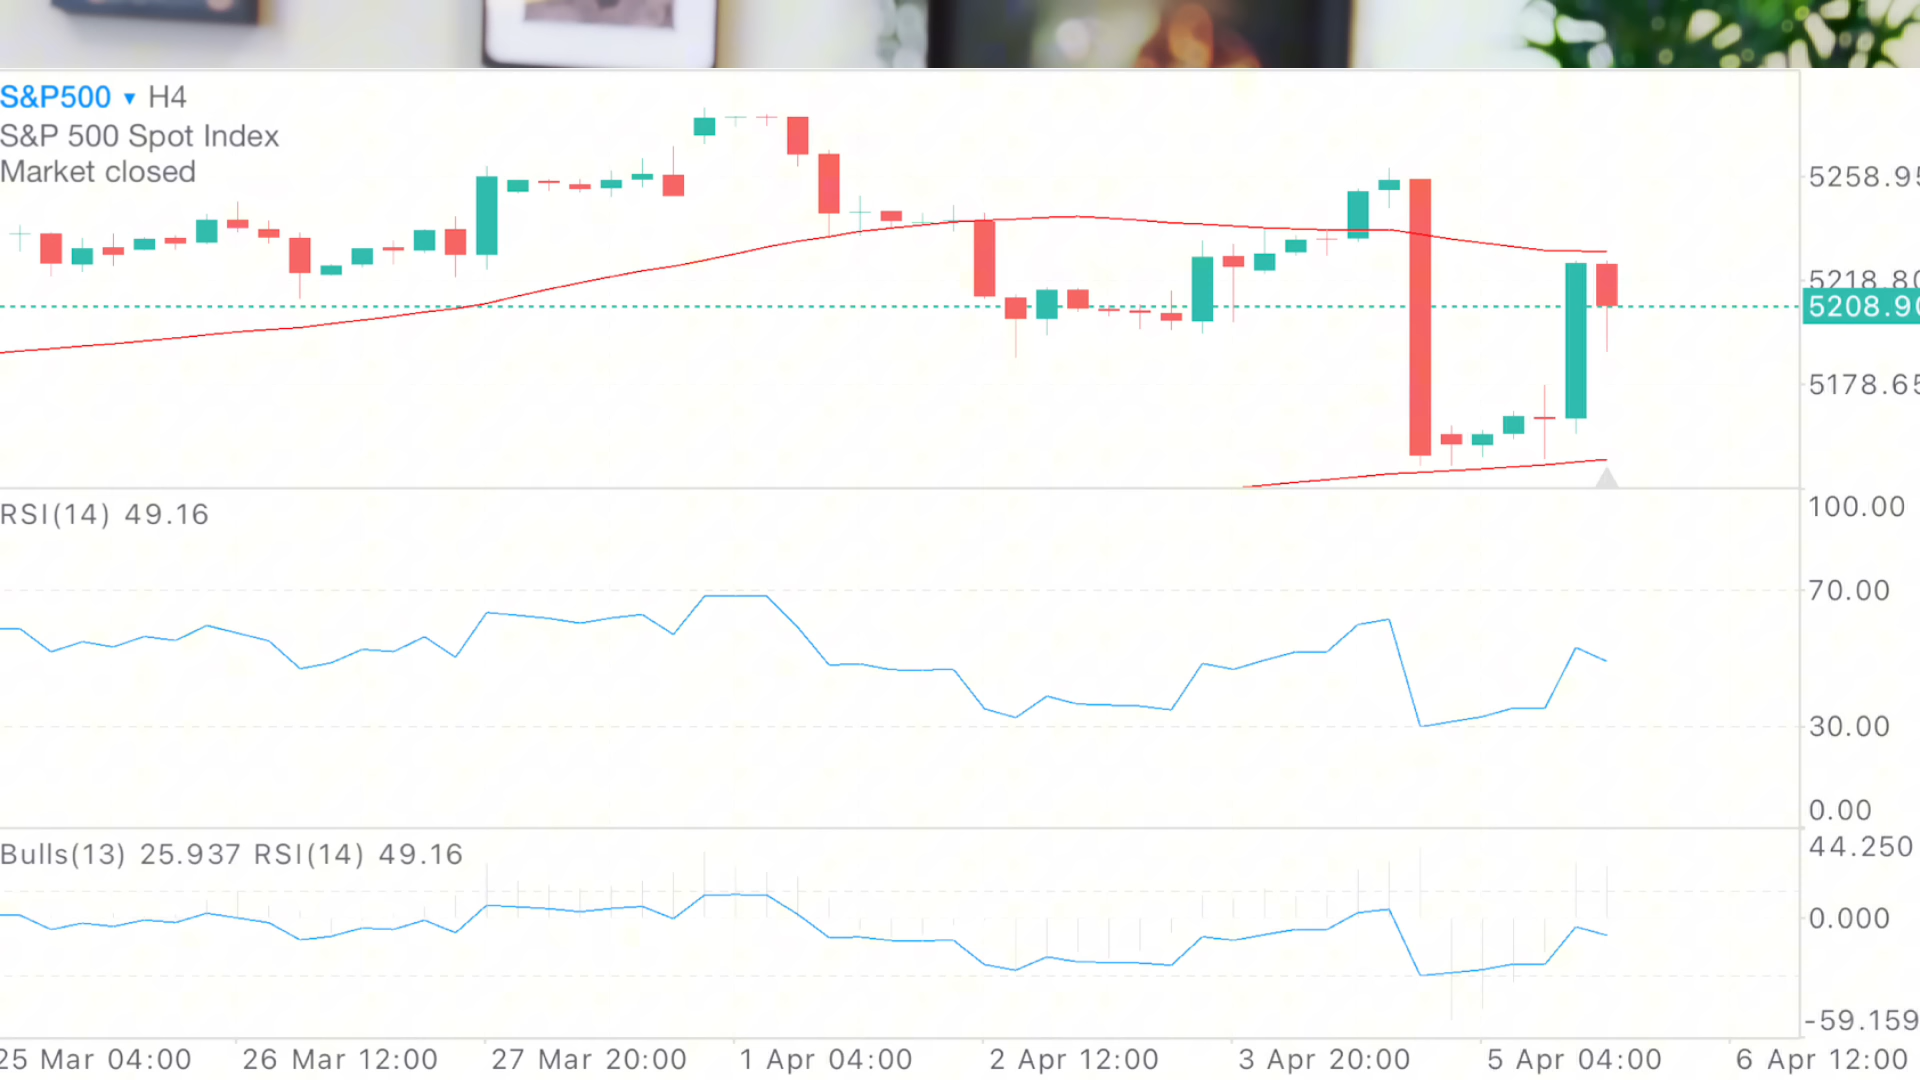 S&P500 ▾ H4
S&P 500 Spot Index
Market closed
5258.95
5218.80
5208.90
5178.65
RSI(14) 49.16
100.00
70.00
30.00
0.00
Bulls(13) 25.937 RSI(14) 49.16
44.250
0.000
-59.159
25 Mar 04:00 26 Mar 12:00 27 Mar 20:00 1 Apr 04:00 2 Apr 12:00 3 Apr 20:00 5 Apr 04:00 6 Apr 12:00